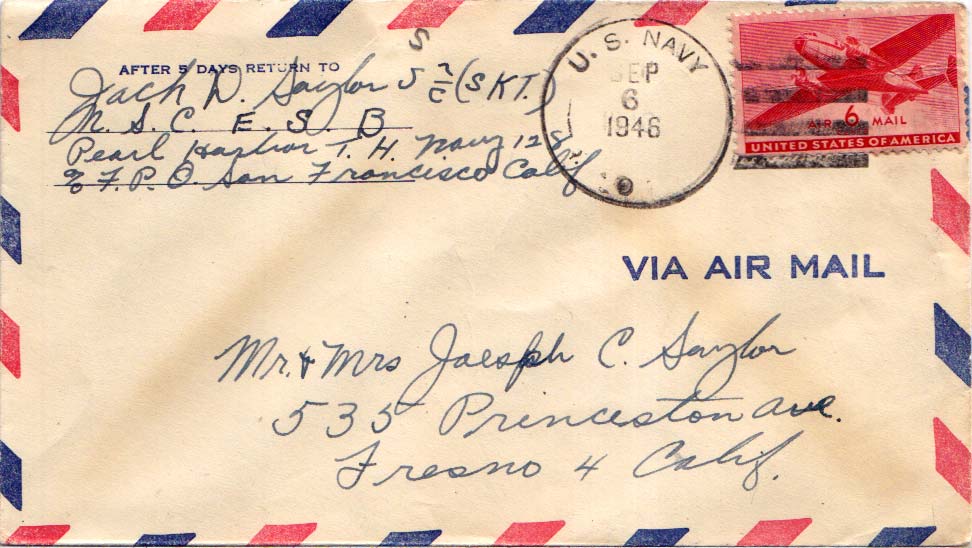 AFTER 5 DAYS RETURN TO
Jack D. Saylor S 2/C (SKT.)
N. S. C. E. S. B
Pearl Harbor T. H. Navy 128
% F. P. O. San Francisco Calif
S
U. S. NAVY
SEP
6
1946
AIR 6 MAIL
UNITED STATES OF AMERICA
VIA AIR MAIL
Mr. & Mrs Joesph C. Saylor
535 Princeston Ave.
Fresno 4 Calif.